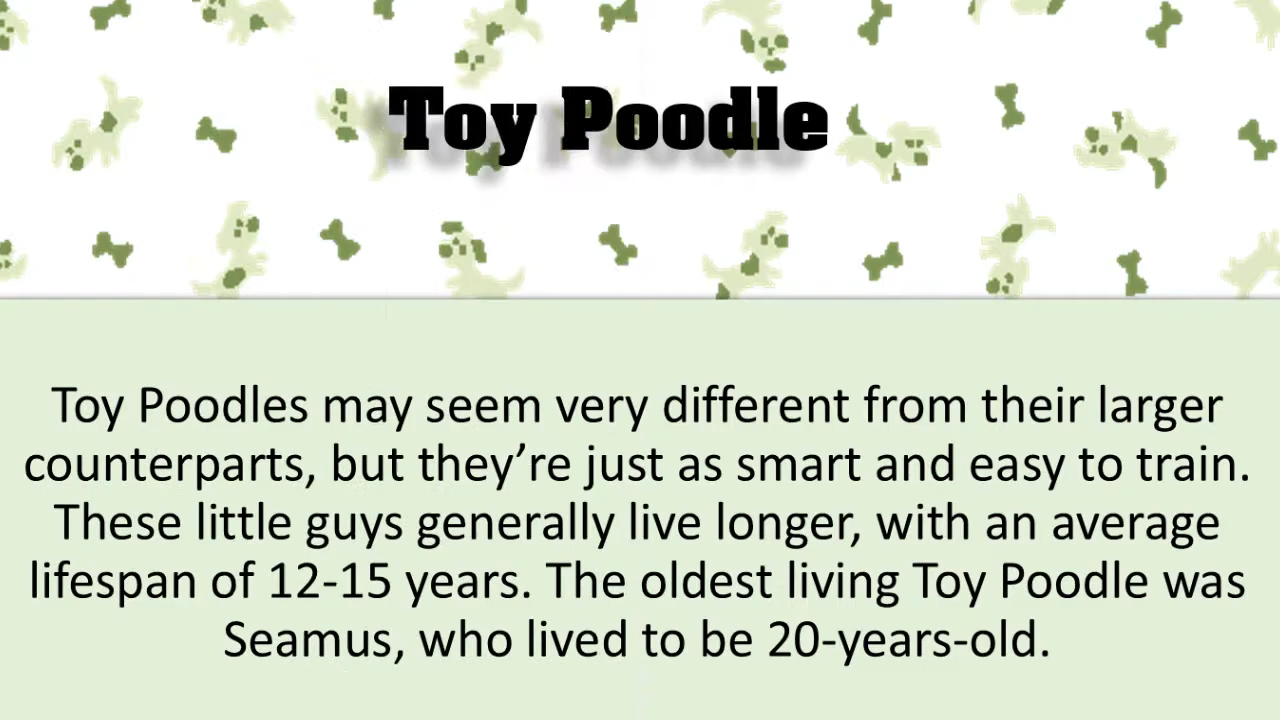 Toy Poodle
Toy Poodles may seem very different from their larger
counterparts, but they’re just as smart and easy to train.
These little guys generally live longer, with an average
lifespan of 12-15 years. The oldest living Toy Poodle was
Seamus, who lived to be 20-years-old.